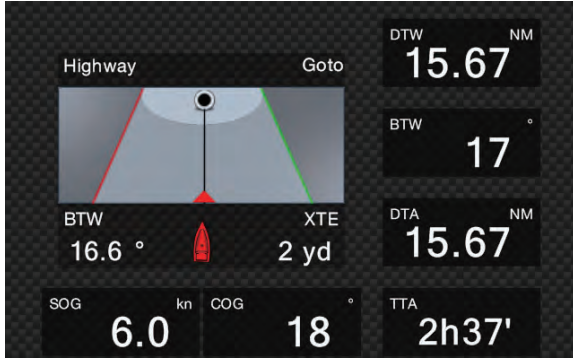 Highway Goto
BTW XTE
16.6 ° 2 yd
SOG kn
6.0
COG °
18
DTW NM
15.67
BTW °
17
DTA NM
15.67
TTA
2h37'